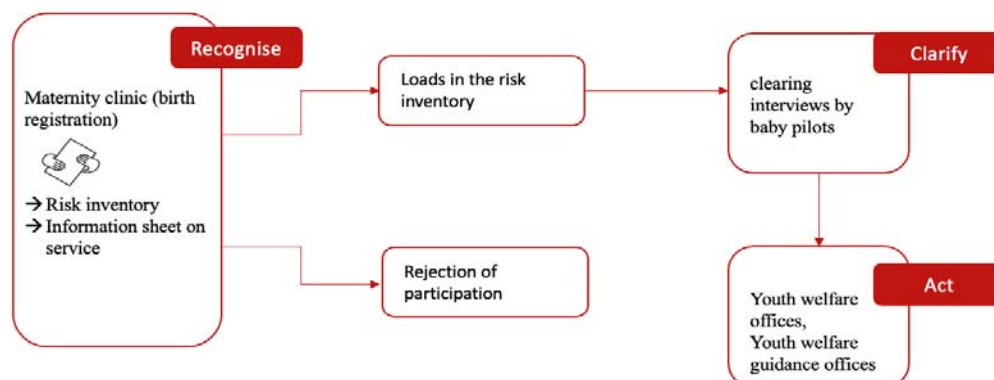 Recognise
Maternity clinic (birth
registration)
→ Risk inventory
→ Information sheet on
service
Loads in the risk
inventory
Rejection of
participation
Clarify
clearing
interviews by
baby pilots
Act
Youth welfare
offices,
Youth welfare
guidance offices